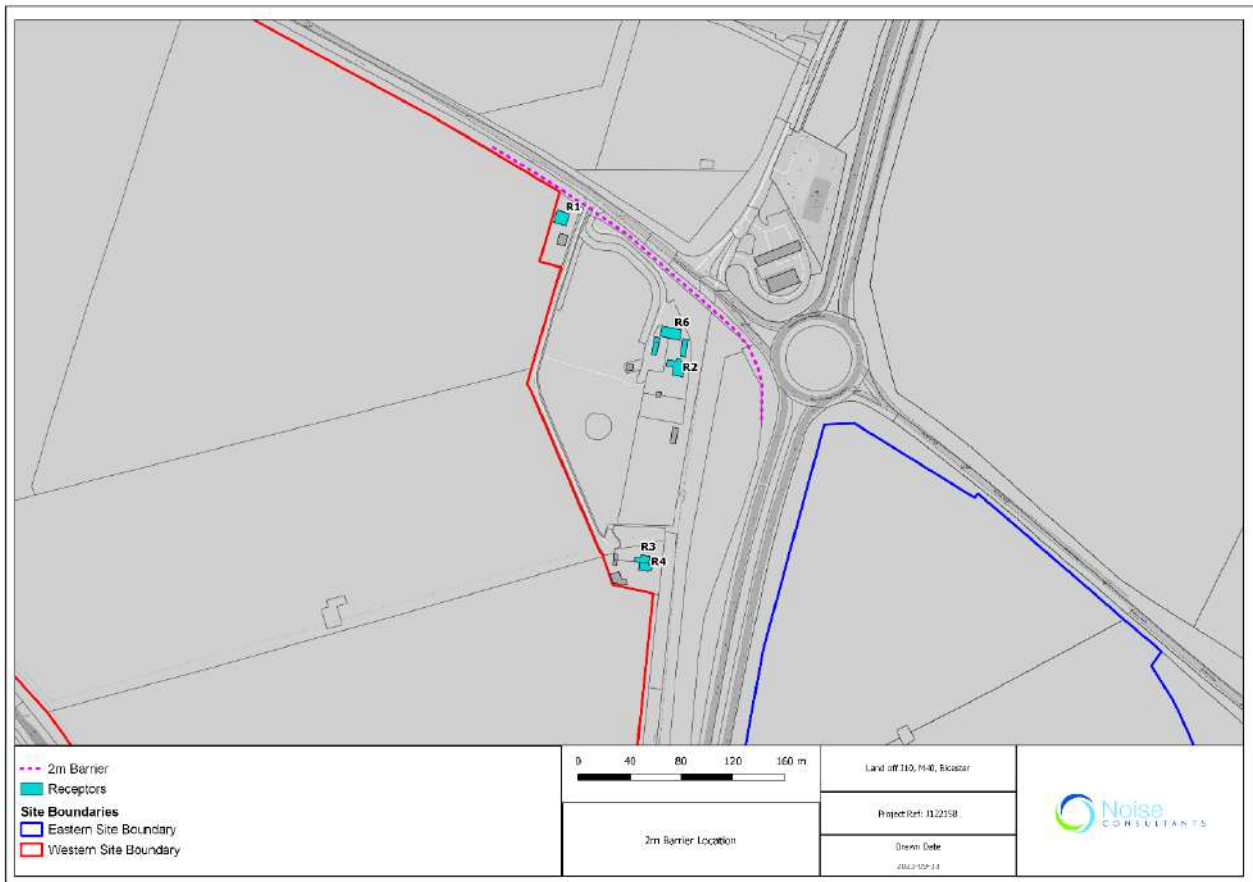 R1
R6
R2
R3
R4
2m Barrier
Receptors
Site Boundaries
Eastern Site Boundary
Western Site Boundary
0 40 80 120 160 m
2m Barrier Location
Land off J10, M40, Bicester
Project Ref: J12215B
Drawn Date
Noise
CONSULTANTS